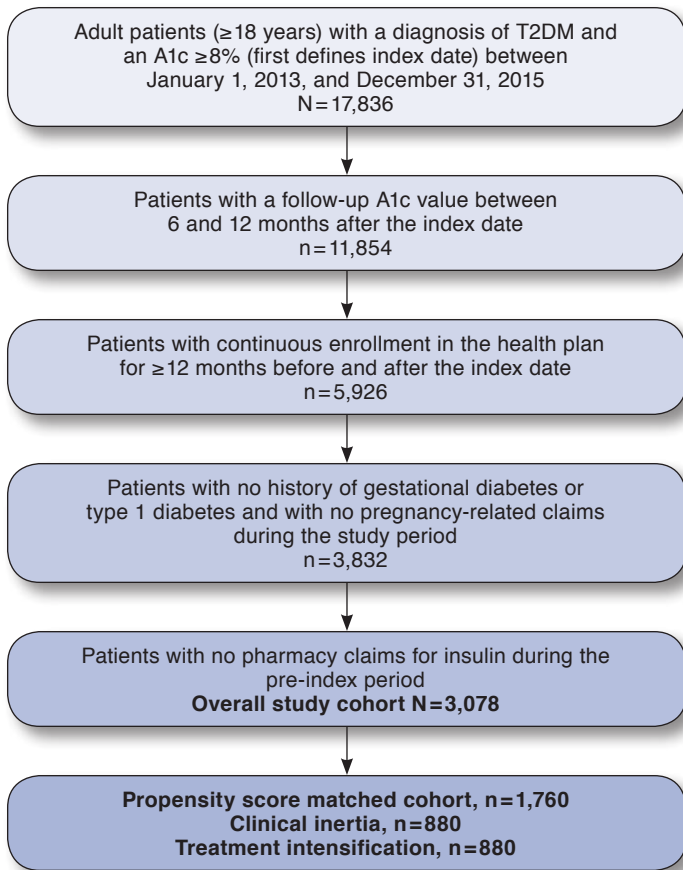 Adult patients (≥18 years) with a diagnosis of T2DM and
an A1c ≥8% (first defines index date) between
January 1, 2013, and December 31, 2015
N=17,836
Patients with a follow-up A1c value between
6 and 12 months after the index date
n=11,854
Patients with continuous enrollment in the health plan
for ≥12 months before and after the index date
n=5,926
Patients with no history of gestational diabetes or
type 1 diabetes and with no pregnancy-related claims
during the study period
n=3,832
Patients with no pharmacy claims for insulin during the
pre-index period
Overall study cohort N=3,078
Propensity score matched cohort, n=1,760
Clinical inertia, n=880
Treatment intensification, n=880